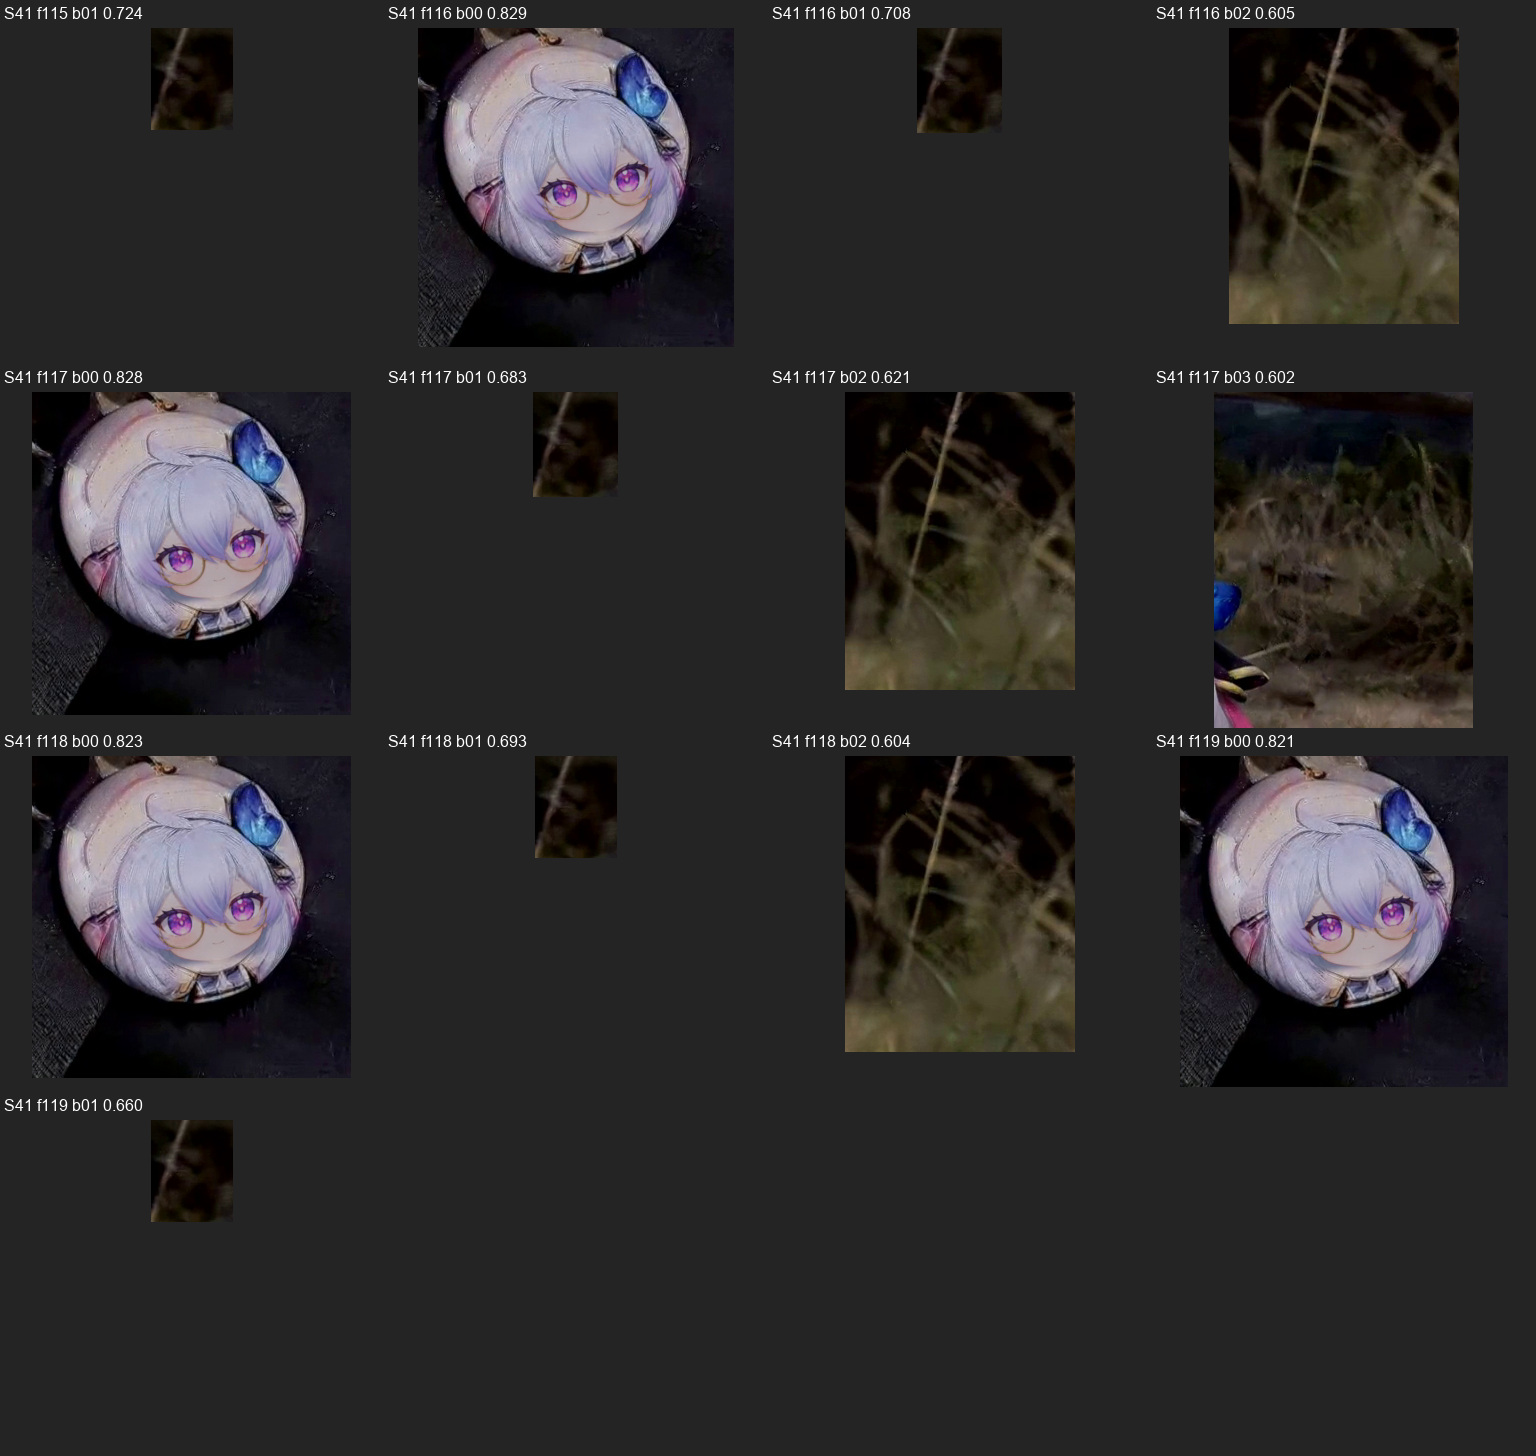 S41 f115 b01 0.724
S41 f116 b00 0.829
S41 f116 b01 0.708
S41 f116 b02 0.605
S41 f117 b00 0.828
S41 f117 b01 0.683
S41 f117 b02 0.621
S41 f117 b03 0.602
S41 f118 b00 0.823
S41 f118 b01 0.693
S41 f118 b02 0.604
S41 f119 b00 0.821
S41 f119 b01 0.660